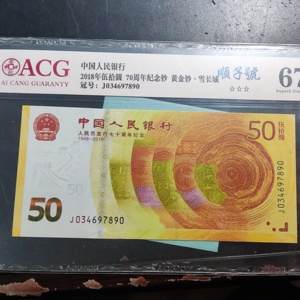 ACG
AI CANG GUARANTY
中国人民银行
2018年伍拾圆 70周年纪念钞 黄金钞·雪长城
冠号: J034697890
順子號
☆☆☆
67
Superb Gem
中国人民银行
人民币发行七十周年纪念
1948-2018
50
伍拾圆
50
J034697890
J034697890